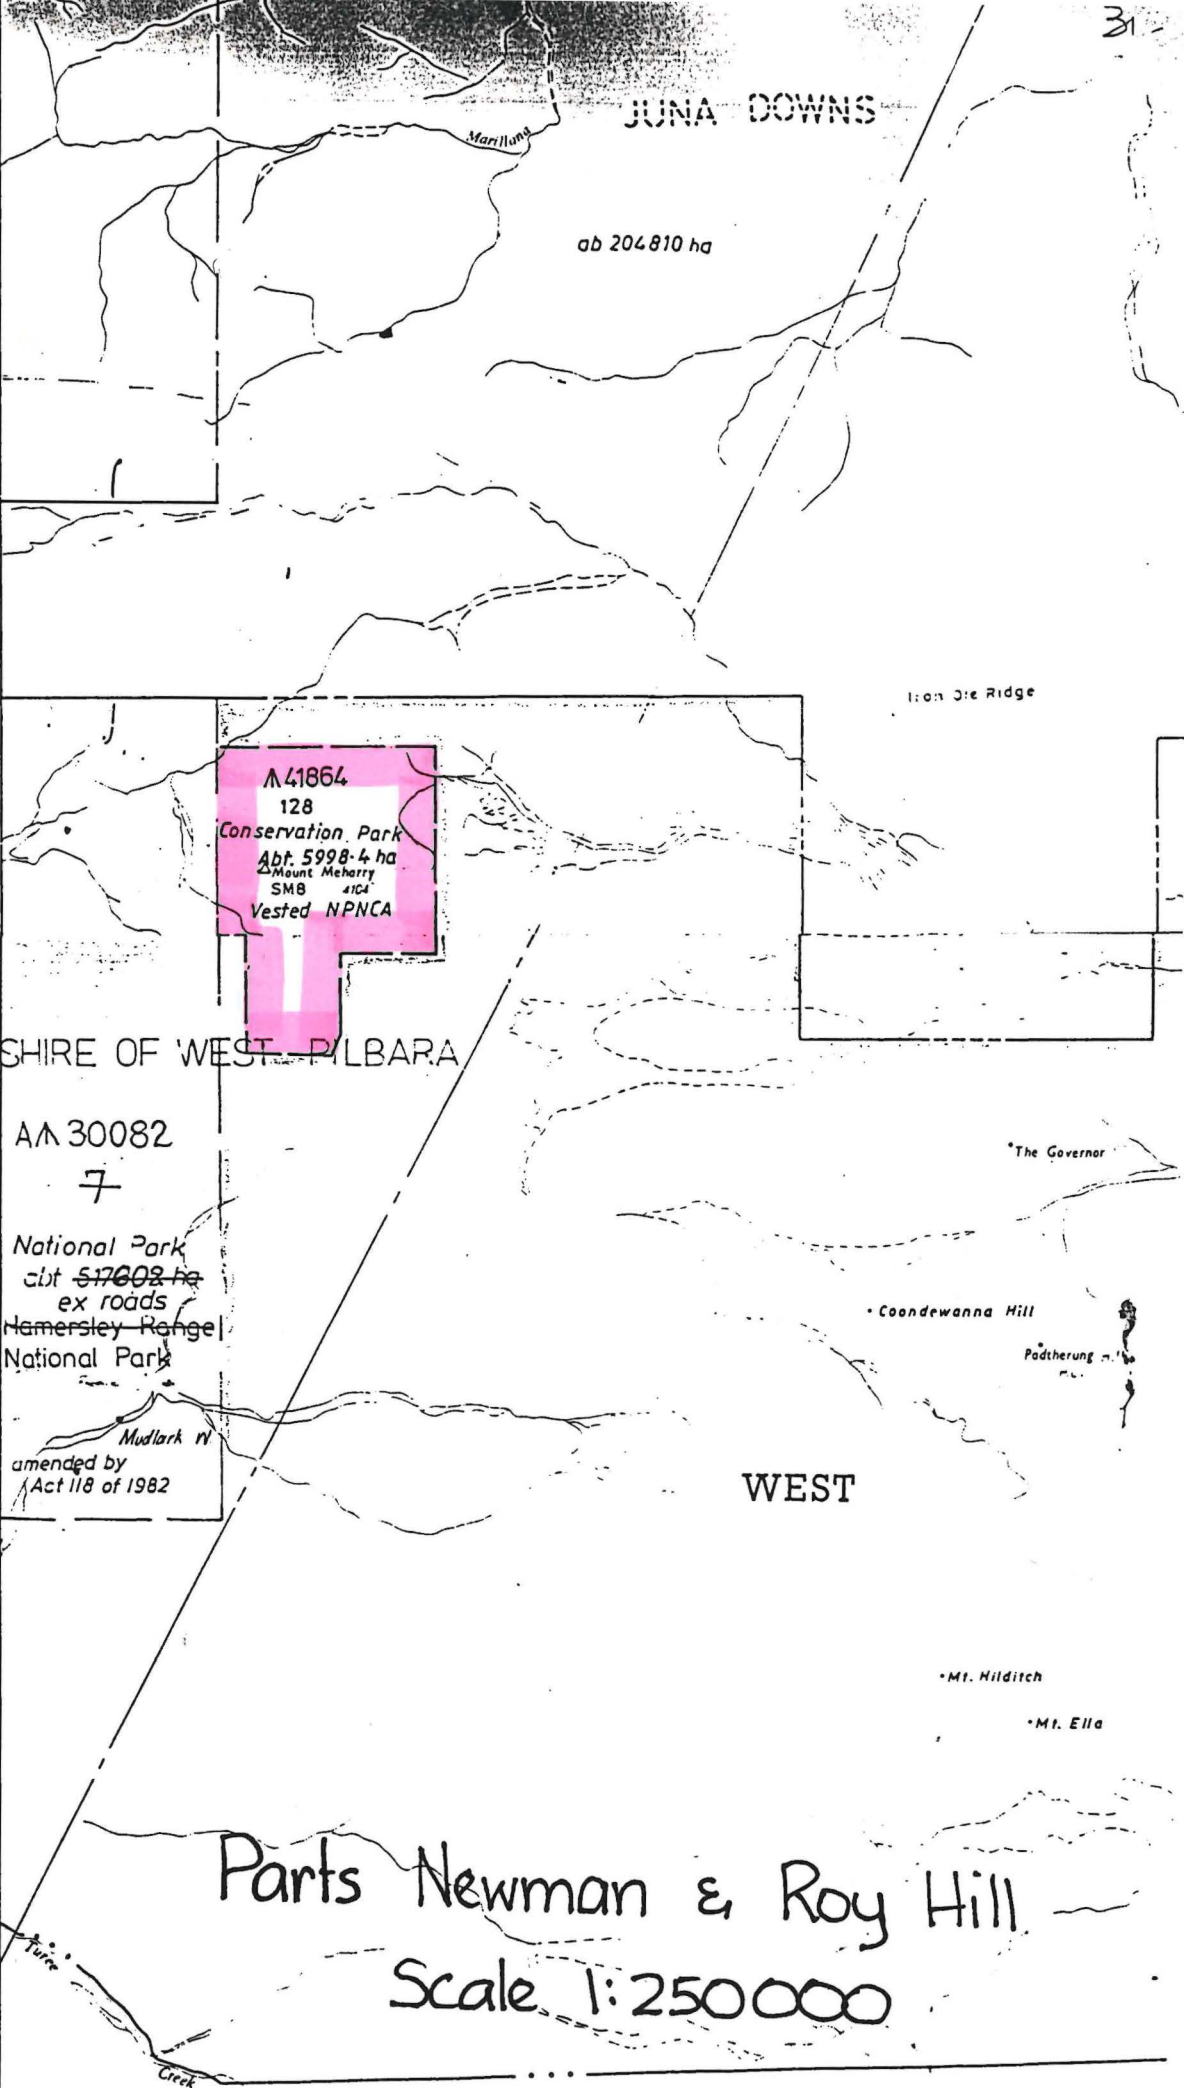 31
JUNA DOWNS
Marillana
ab 204810 ha
Iron Ore Ridge
41864
128
Conservation Park
Abt. 5998·4 ha
Mount Meharry
SM8
Vested NPNCA
SHIRE OF WEST PILBARA
A 30082
7
National Park
abt 517602 ha
ex roads
Hamersley Range
National Park
Mudlark W
amended by
Act 118 of 1982
The Governor
Coondewanna Hill
Padtherung
WEST
Mt. Hilditch
Mt. Ella
Parts Newman & Roy Hill
Scale 1:250000
Turee
Creek